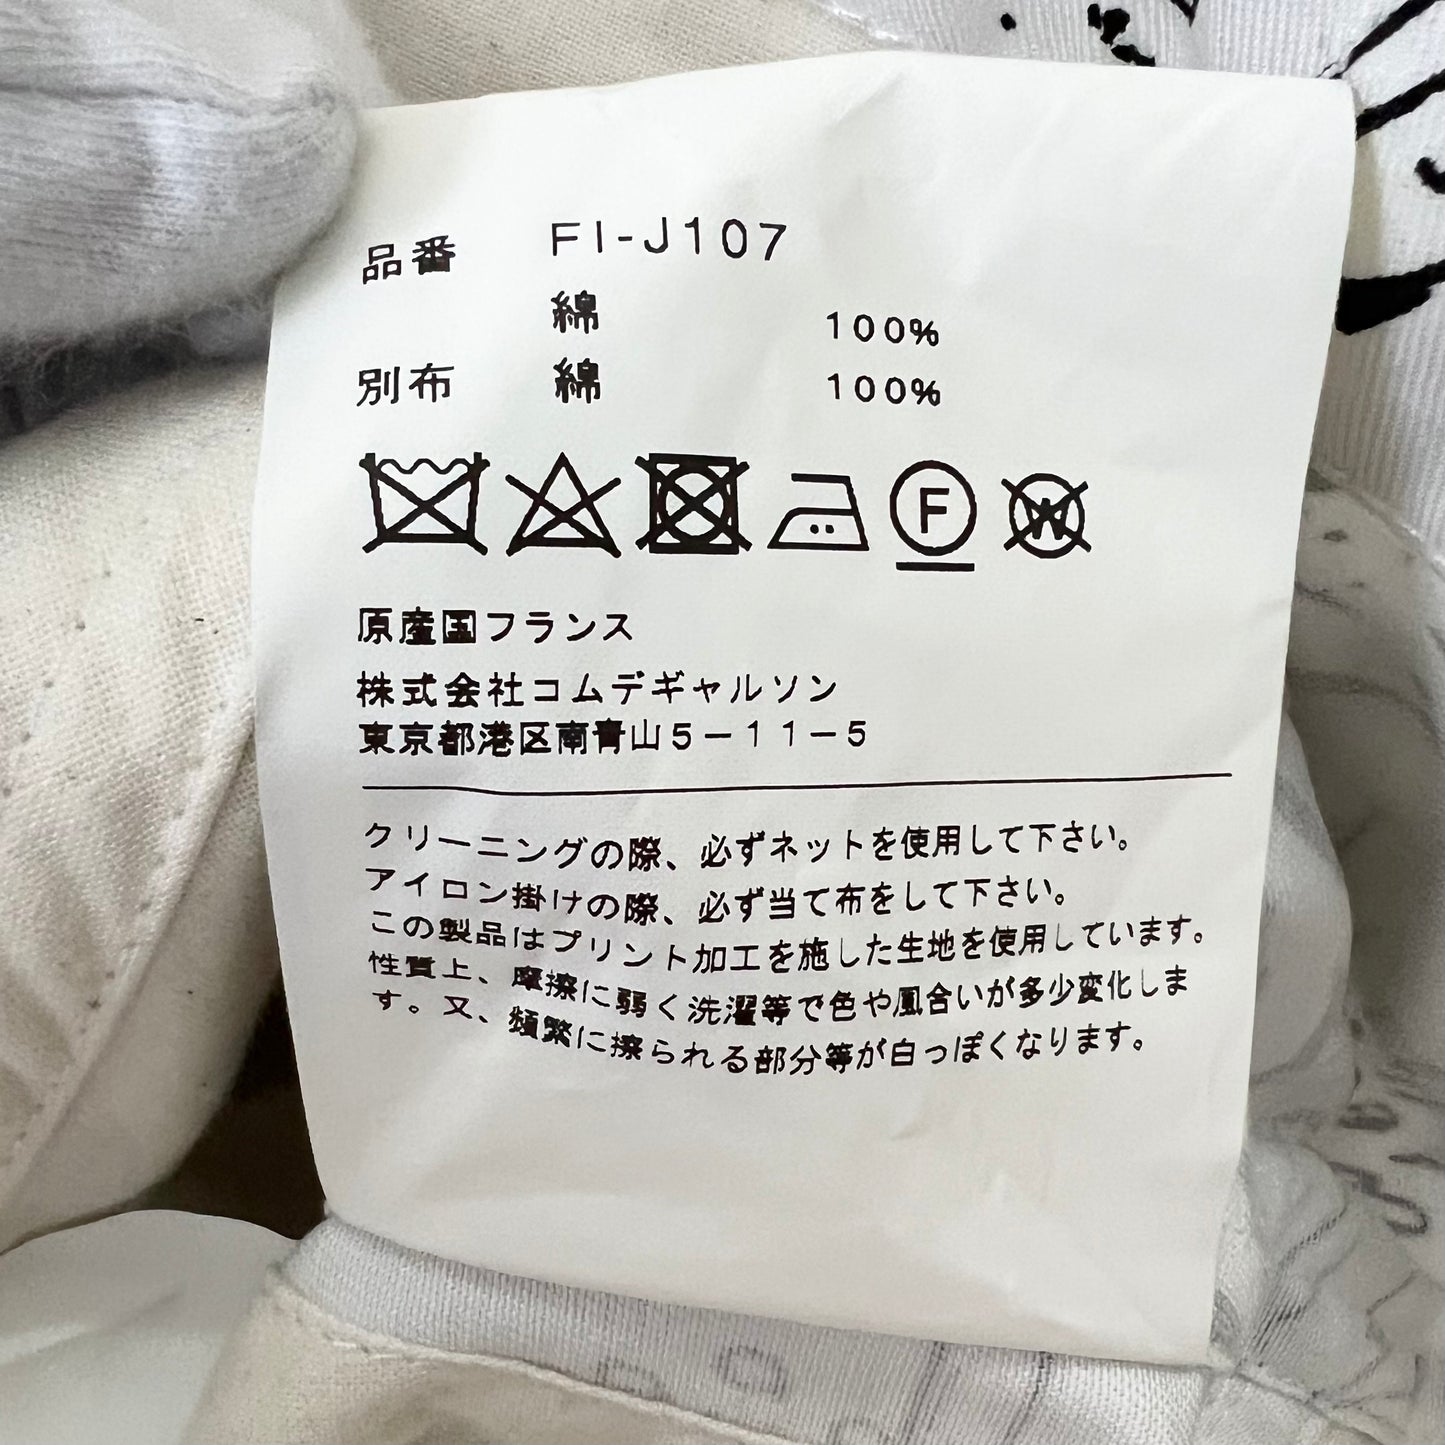 品番 FI-J107
綿 100%
別布 綿 100%
F
W
原産国フランス
株式会社コムデギャルソン
東京都港区南青山5-11-5
クリーニングの際、必ずネットを使用して下さい。
アイロン掛けの際、必ず当て布をして下さい。
この製品はプリント加工を施した生地を使用しています。
性質上、摩擦に弱く洗濯等で色や風合いが多少変化しま
す。又、頻繁に擦られる部分等が白っぽくなります。